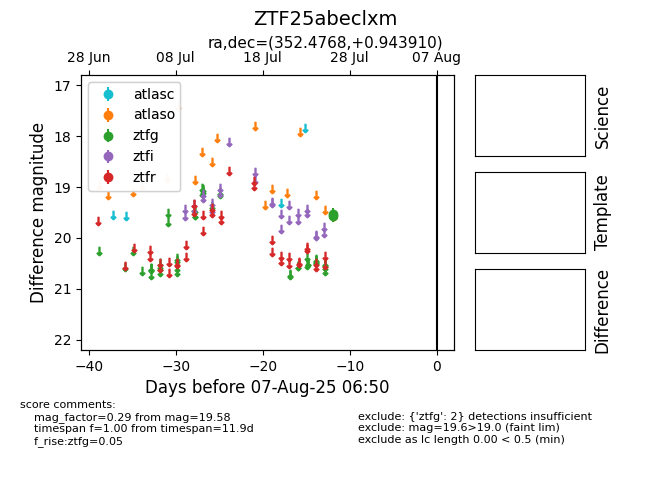 ZTF25abeclxm
ra,dec=(352.4768,+0.943910)
28 Jun
08 Jul
18 Jul
28 Jul
07 Aug
17
18
19
20
21
22
Difference magnitude
atlasc
atlaso
ztfg
ztfi
ztfr
−40
−30
−20
−10
0
Days before 07-Aug-25 06:50
Science
Template
Difference
score comments:
mag_factor=0.29 from mag=19.58
timespan f=1.00 from timespan=11.9d
f_rise:ztfg=0.05
exclude: {'ztfg': 2} detections insufficient
exclude: mag=19.6>19.0 (faint lim)
exclude as lc length 0.00 < 0.5 (min)